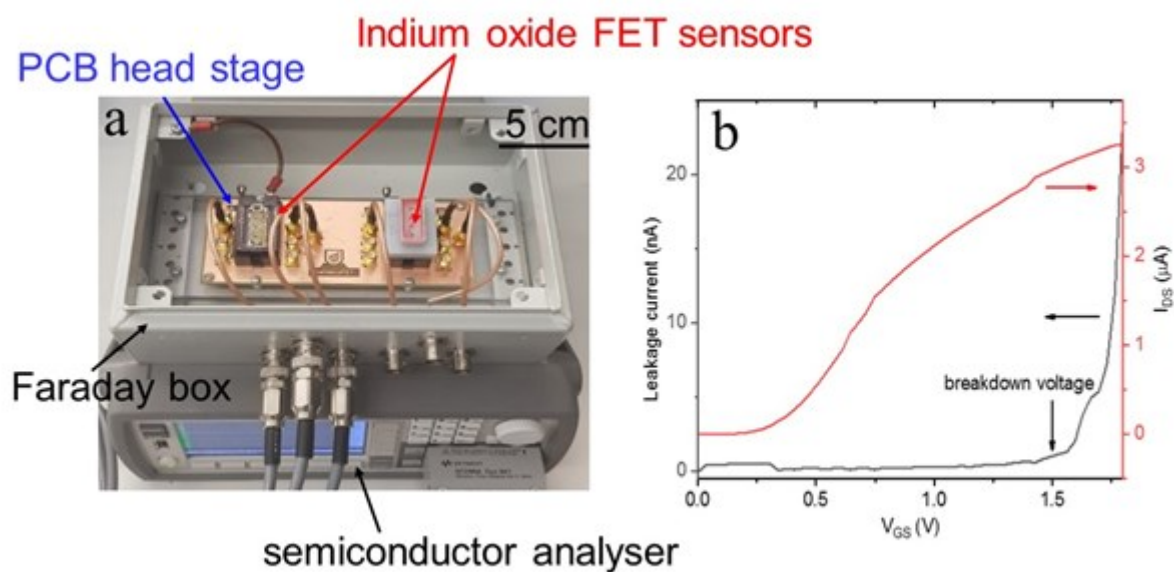 Indium oxide FET sensors
PCB head stage
a
5 cm
Faraday box
semiconductor analyser
b
20
10
0
Leakage current (nA)
3
2
1
0
I_DS (μA)
breakdown voltage
0.0 0.5 1.0 1.5
V_GS (V)